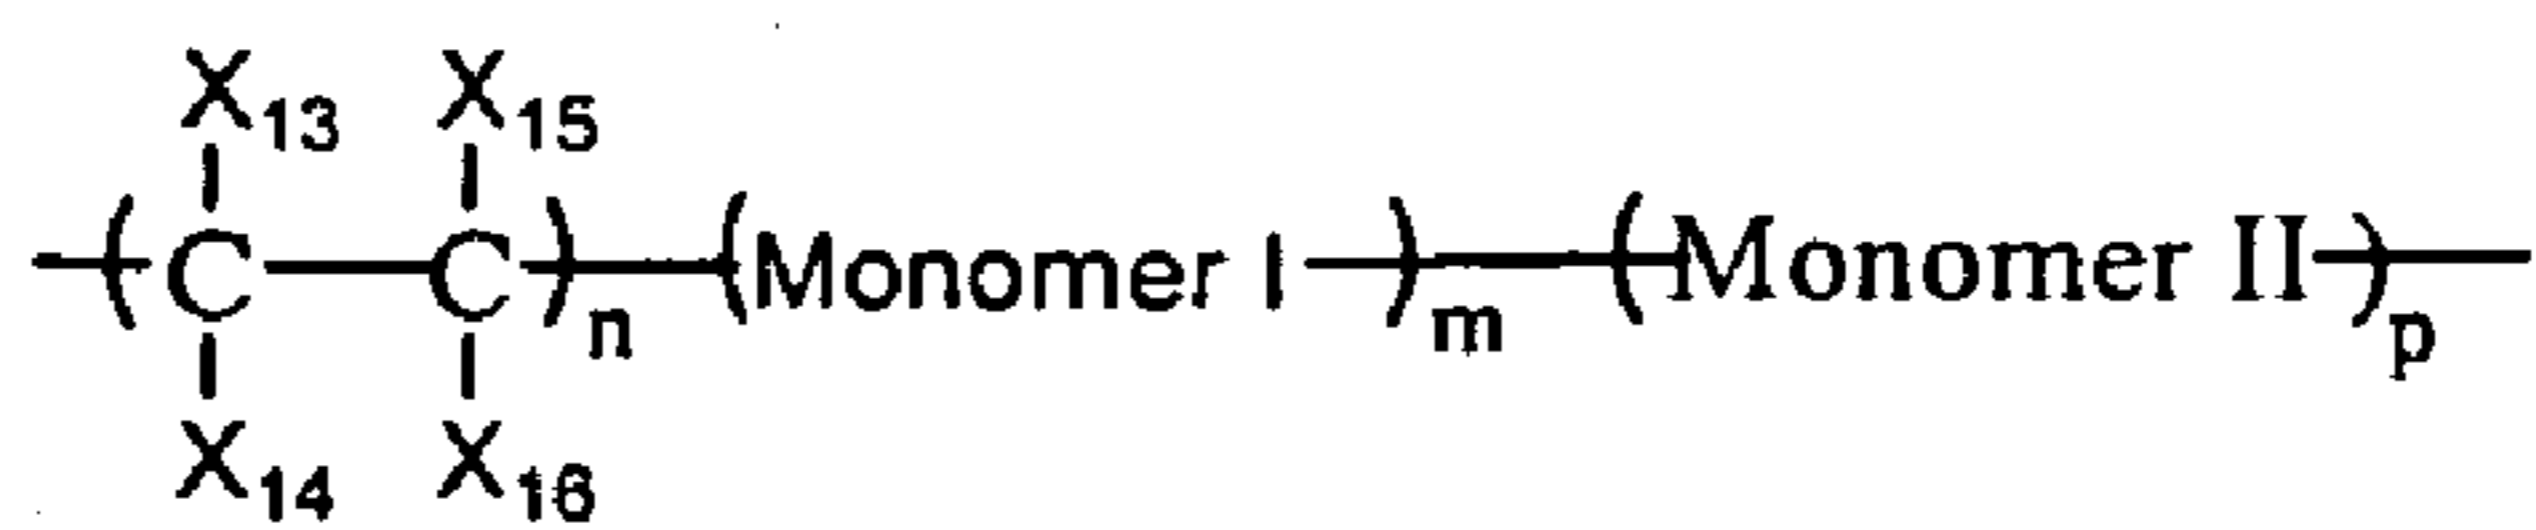 X13 X15
( C C )n ( Monomer I )m ( Monomer II )p
X14 X16